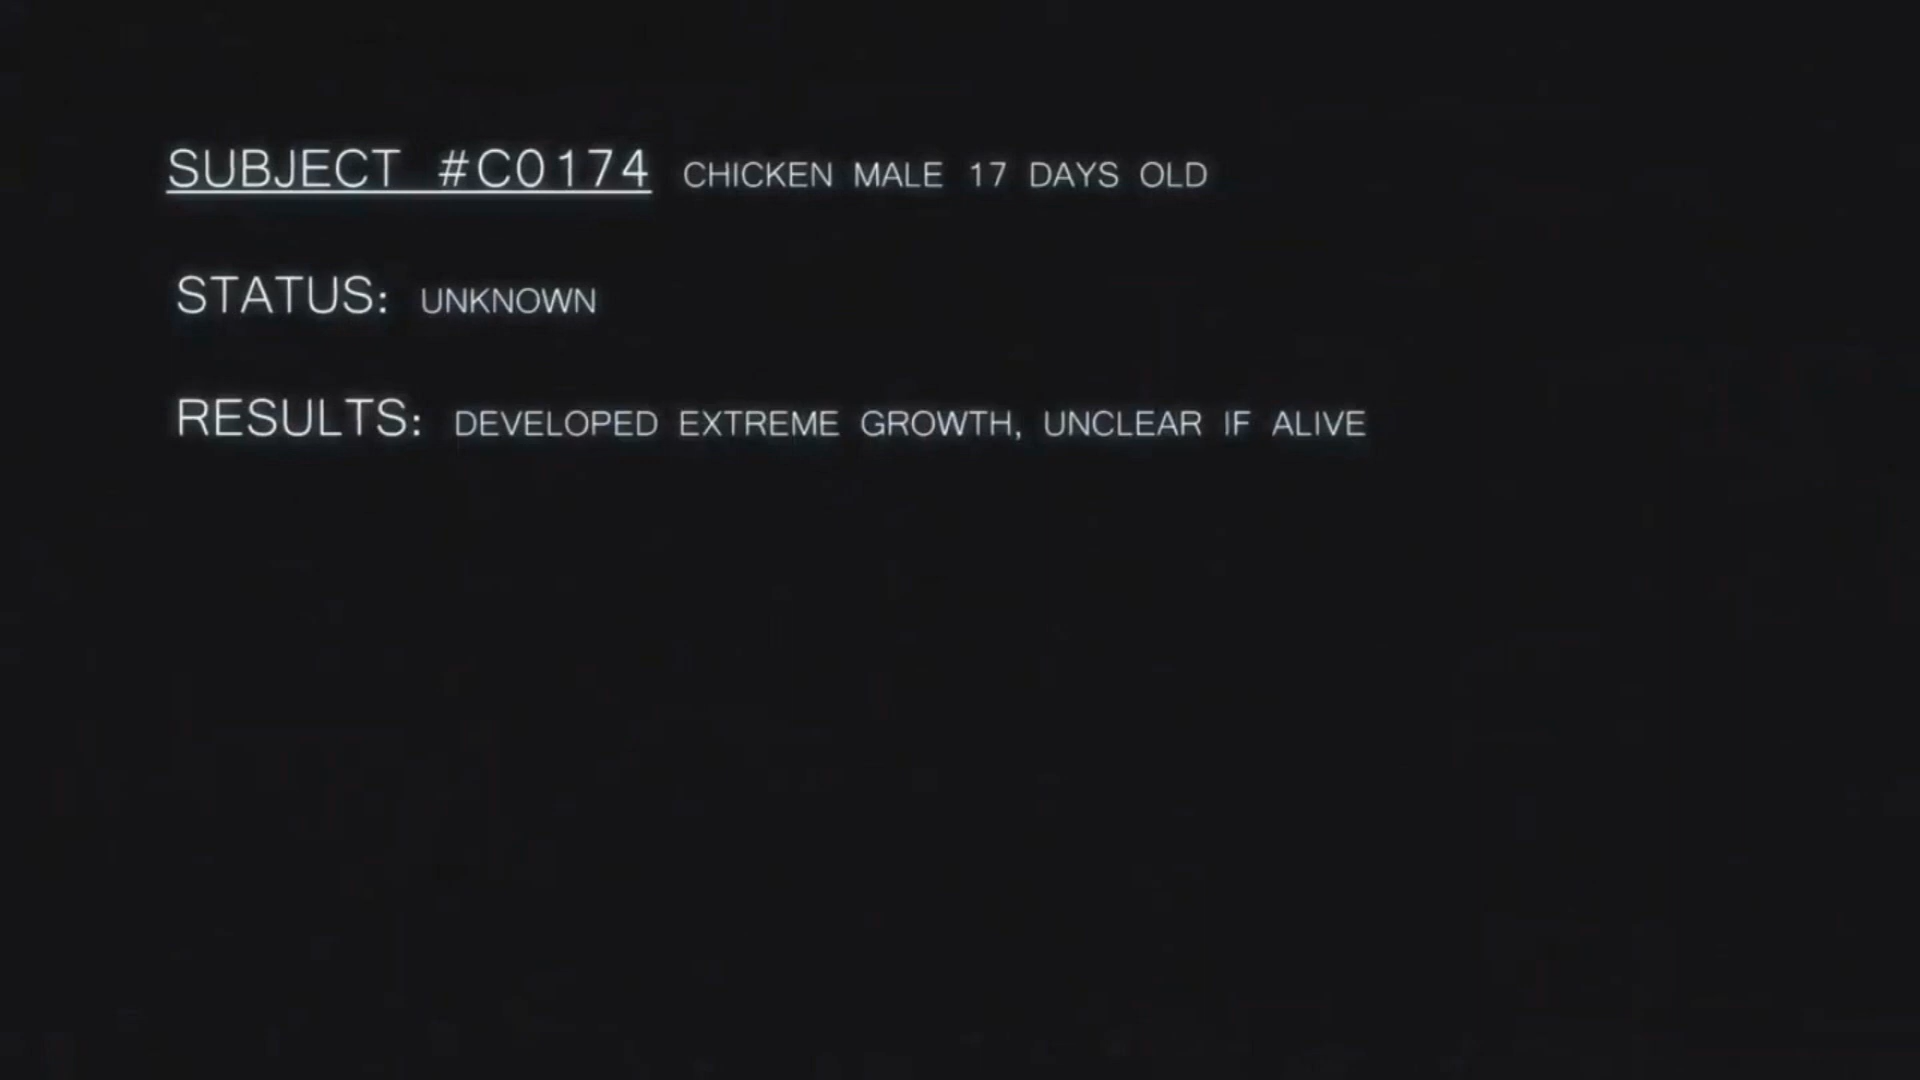 SUBJECT #C0174 CHICKEN MALE 17 DAYS OLD
STATUS: UNKNOWN
RESULTS: DEVELOPED EXTREME GROWTH, UNCLEAR IF ALIVE